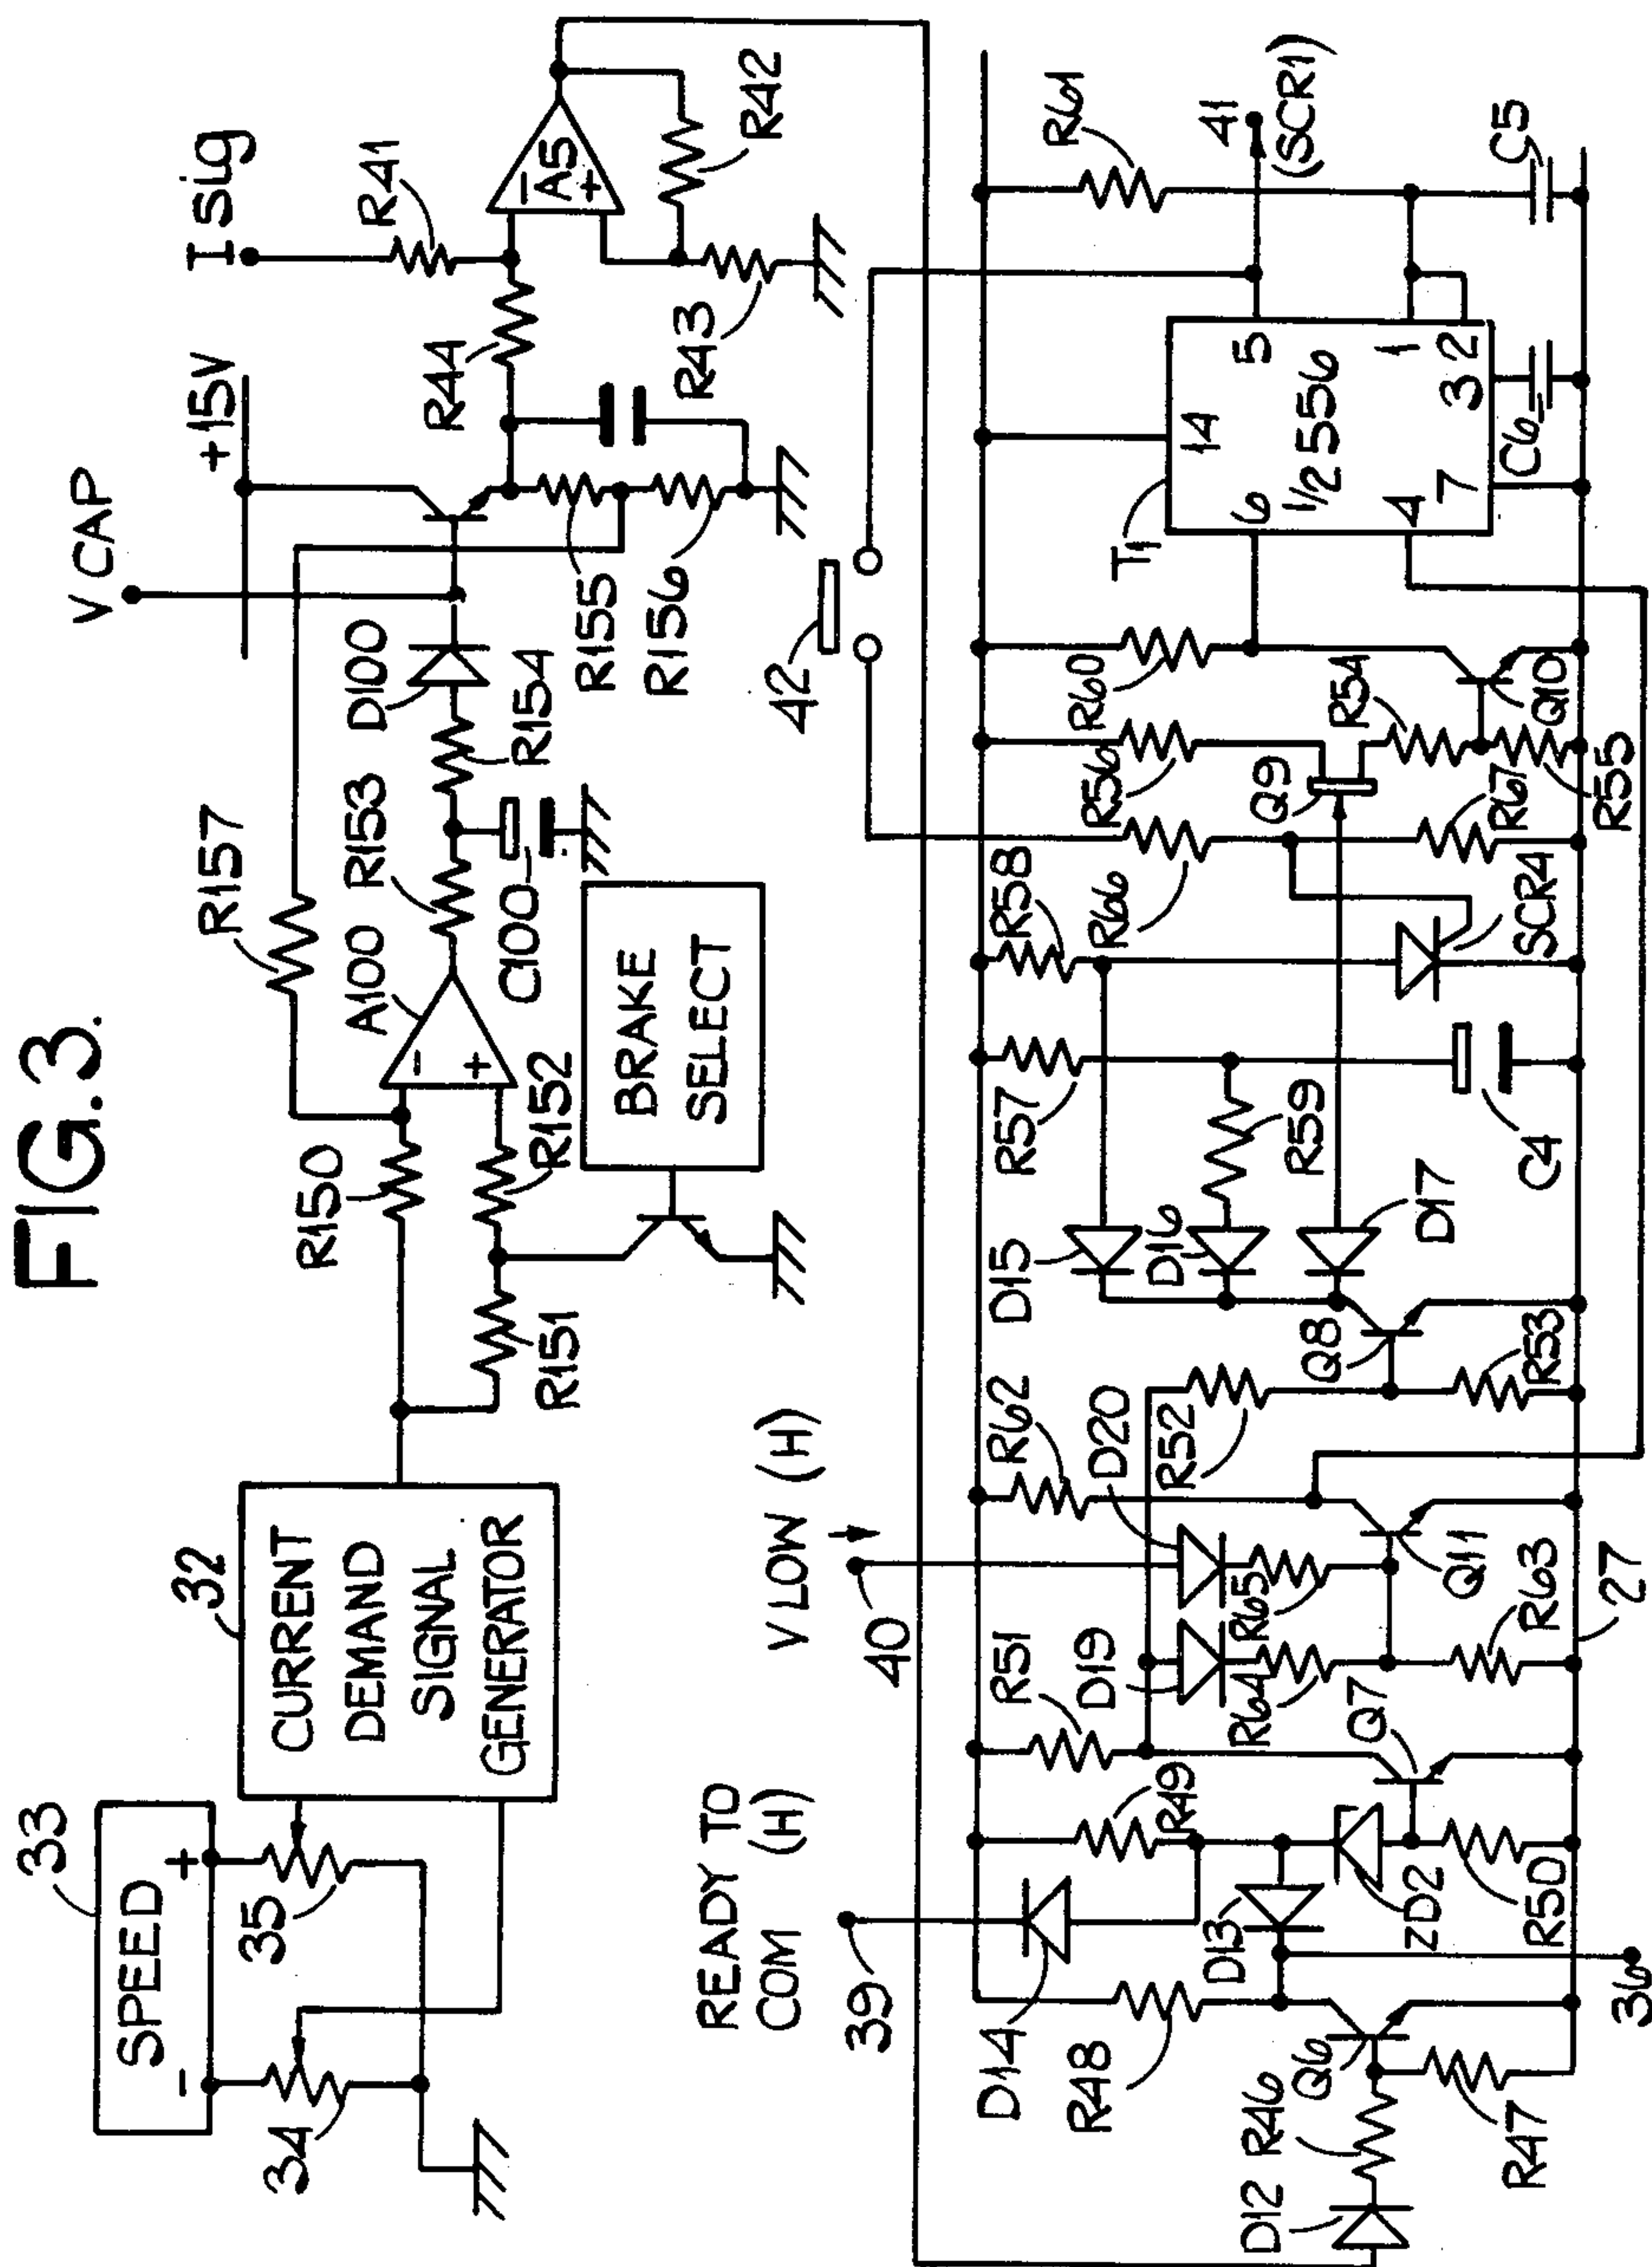 FIG.3.
33
SPEED
-
+
34
35
32
CURRENT
DEMAND
SIGNAL
GENERATOR
R150
R151
R152
R157
A100
-
+
R153
C100
BRAKE
SELECT
D100
R154
V CAP
+15V
R155
R156
R44
R43
I Sig
R41
-
A5
+
R42
42
READY TO
COM (H)
39
V LOW (H)
40
D12
R46
R47
Q6
R48
D14
D13
36
R49
ZD2
R50
Q7
R51
D19
R64
D20
R65
R63
Q11
R62
27
R52
R53
Q8
D15
D16
D17
R57
R59
C4
R58
SCR4
R66
R67
R56
Q9
R54
R55
R60
Q10
T1
14
6
5
1/2 556
4
1
7
3
2
C6
R61
41
(SCR1)
C5